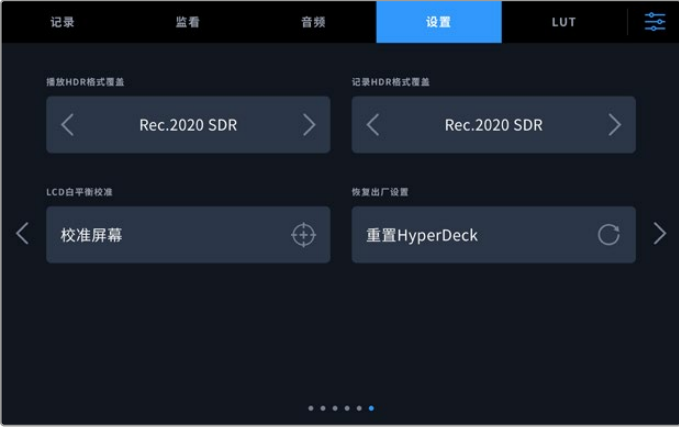 记录 监看 音频 设置 LUT
播放HDR格式覆盖 记录HDR格式覆盖
Rec.2020 SDR Rec.2020 SDR
LCD白平衡校准 恢复出厂设置
校准屏幕 重置HyperDeck